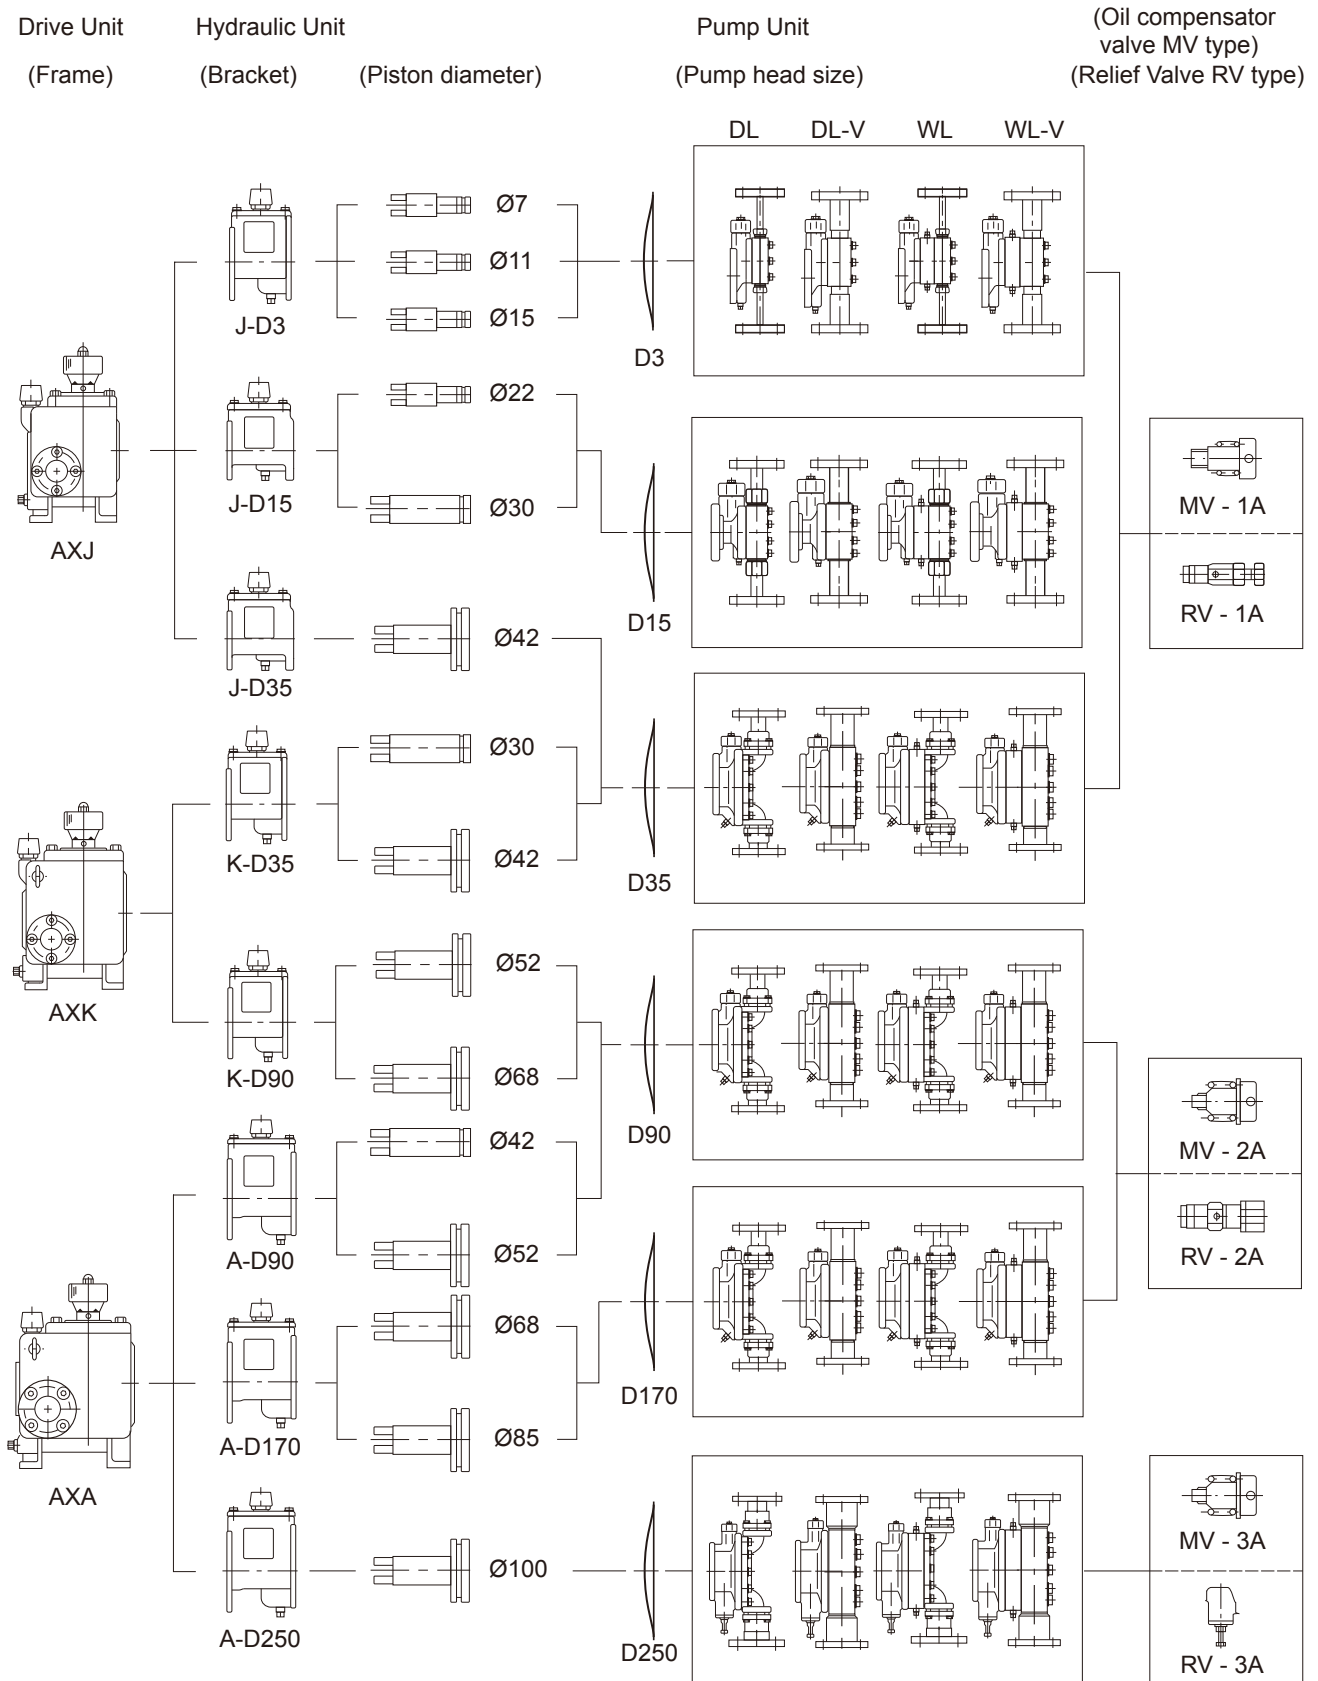 Drive Unit
Hydraulic Unit
Pump Unit
(Oil compensator
valve MV type)
(Frame)
(Bracket)
(Piston diameter)
(Pump head size)
(Relief Valve RV type)
DL
DL-V
WL
WL-V
Ø7
Ø11
Ø15
J-D3
D3
Ø22
J-D15
Ø30
AXJ
D15
MV - 1A
RV - 1A
Ø42
J-D35
Ø30
K-D35
Ø42
D35
AXK
Ø52
K-D90
Ø68
D90
MV - 2A
RV - 2A
Ø42
A-D90
Ø52
Ø68
A-D170
Ø85
D170
AXA
Ø100
A-D250
D250
MV - 3A
RV - 3A